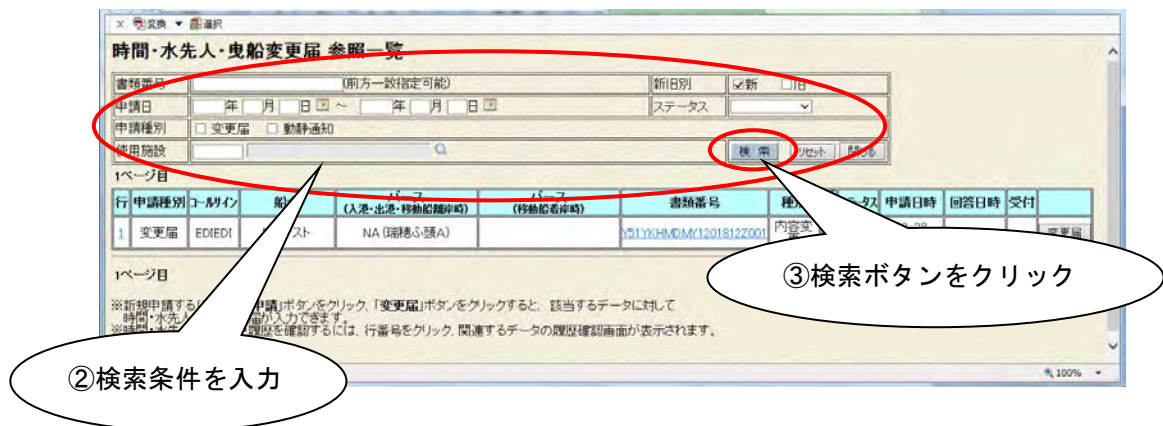 × 変換 ▼ 選択
時間・水先人・曳船変更届 参照一覧
書類番号 (前方一致指定可能) 新旧別 新 旧
申請日 年 月 日 ～ 年 月 日 ステータス
申請種別 変更届 動静通知
使用施設 検 索 リセット 閉じる
1ページ目
行 申請種別 コールサイン バース (入港・出港・移動船離岸時) バース (移動船着岸時) 書類番号 申請日時 回答日時 受付
1 変更届 EDIEDI スト NA (瑞穂ふ頭A) Y51YKHMDMY1201812Z001 内容変 変更届
1ページ目
③検索ボタンをクリック
※新規申請する 申請」ボタンをクリック、「変更届」ボタンをクリックすると、該当するデータに対して
時間・水先人 届が入力できます。
履歴を確認するには、行番号をクリック、関連するデータの履歴確認画面が表示されます。
②検索条件を入力
100%